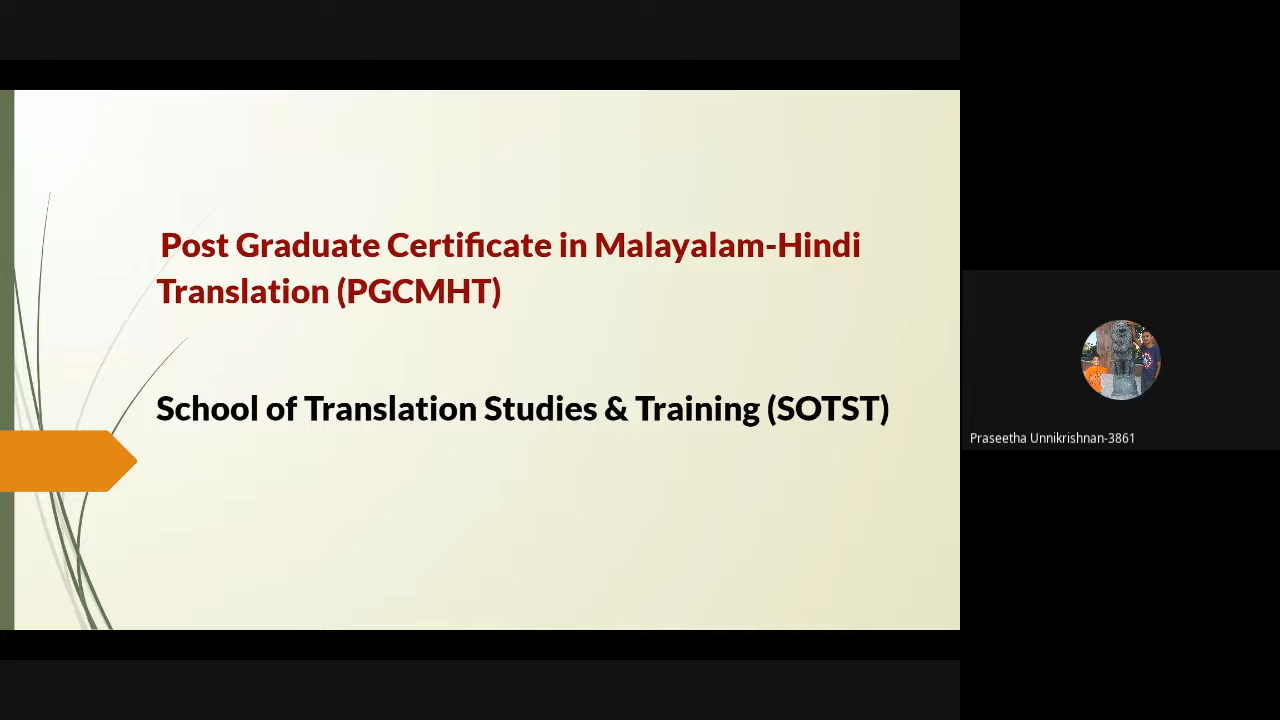 Post Graduate Certificate in Malayalam-Hindi
Translation (PGCMHT)
School of Translation Studies & Training (SOTST)
Praseetha Unnikrishnan-3861